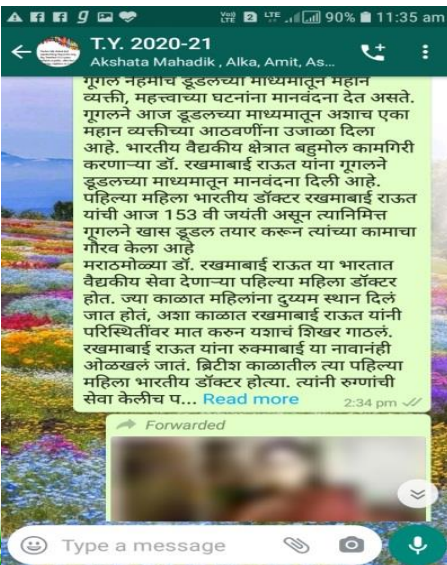 90% 11:35 am
T.Y. 2020-21
Akshata Mahadik , Alka, Amit, As...
गूगल नेहमीच डूडलच्या माध्यमातून महान
व्यक्ती, महत्त्वाच्या घटनांना मानवंदना देत असते.
गूगलने आज डूडलच्या माध्यमातून अशाच एका
महान व्यक्तीच्या आठवणींना उजाळा दिला
आहे. भारतीय वैद्यकीय क्षेत्रात बहुमोल कामगिरी
करणाऱ्या डॉ. रखमाबाई राऊत यांना गूगलने
डूडलच्या माध्यमातून मानवंदना दिली आहे.
पहिल्या महिला भारतीय डॉक्टर रखमाबाई राऊत
यांची आज 153 वी जयंती असून त्यानिमित्त
गूगलने खास डूडल तयार करून त्यांच्या कामाचा
गौरव केला आहे
मराठमोळ्या डॉ. रखमाबाई राऊत या भारतात
वैद्यकीय सेवा देणाऱ्या पहिल्या महिला डॉक्टर
होत. ज्या काळात महिलांना दुय्यम स्थान दिलं
जात होतं, अशा काळात रखमाबाई राऊत यांनी
परिस्थितींवर मात करुन यशाचं शिखर गाठलं.
रखमाबाई राऊत यांना रुक्माबाई या नावानंही
ओळखलं जातं. ब्रिटीश काळातील त्या पहिल्या
महिला भारतीय डॉक्टर होत्या. त्यांनी रुग्णांची
सेवा केलीच प... Read more
2:34 pm
Forwarded
Type a message